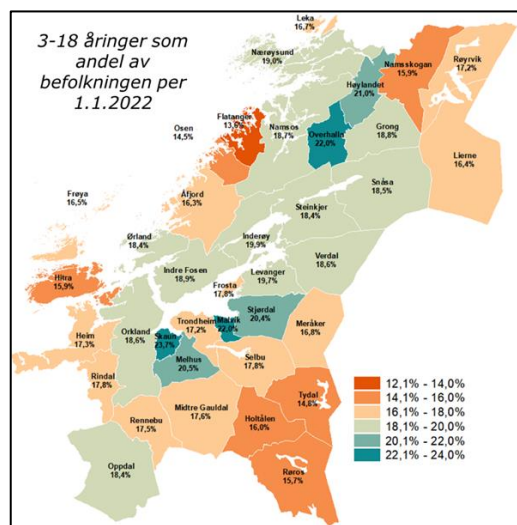 3-18 åringer som
andel av
befolkningen per
1.1.2022
Leka
16,7%
Nærøysund
19,0%
Namsskogan
15,9%
Røyrvik
17,2%
Høylandet
21,0%
Flatanger
13,6%
Osen
14,5%
Namsos
18,7%
Overhalla
22,0%
Grong
18,8%
Lierne
16,4%
Snåsa
18,5%
Frøya
16,5%
Åfjord
16,3%
Steinkjer
18,4%
Ørland
18,4%
Inderøy
19,9%
Verdal
18,6%
Indre Fosen
18,9%
Levanger
19,7%
Hitra
15,9%
Frosta
17,8%
Stjørdal
20,4%
Meråker
16,8%
Trondheim
17,2%
Malvik
22,0%
Heim
17,3%
Orkland
18,6%
Skaun
23,7%
Melhus
20,5%
Selbu
17,8%
Rindal
17,8%
Tydal
14,8%
Rennebu
17,5%
Midtre Gauldal
17,6%
Holtålen
16,0%
Røros
15,7%
Oppdal
18,4%
12,1% - 14,0%
14,1% - 16,0%
16,1% - 18,0%
18,1% - 20,0%
20,1% - 22,0%
22,1% - 24,0%